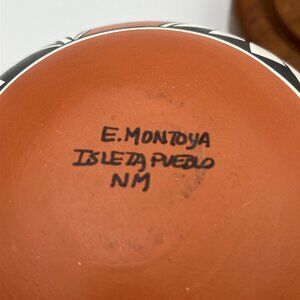 E. MONTOYA
ISLETA PUEBLO
NM